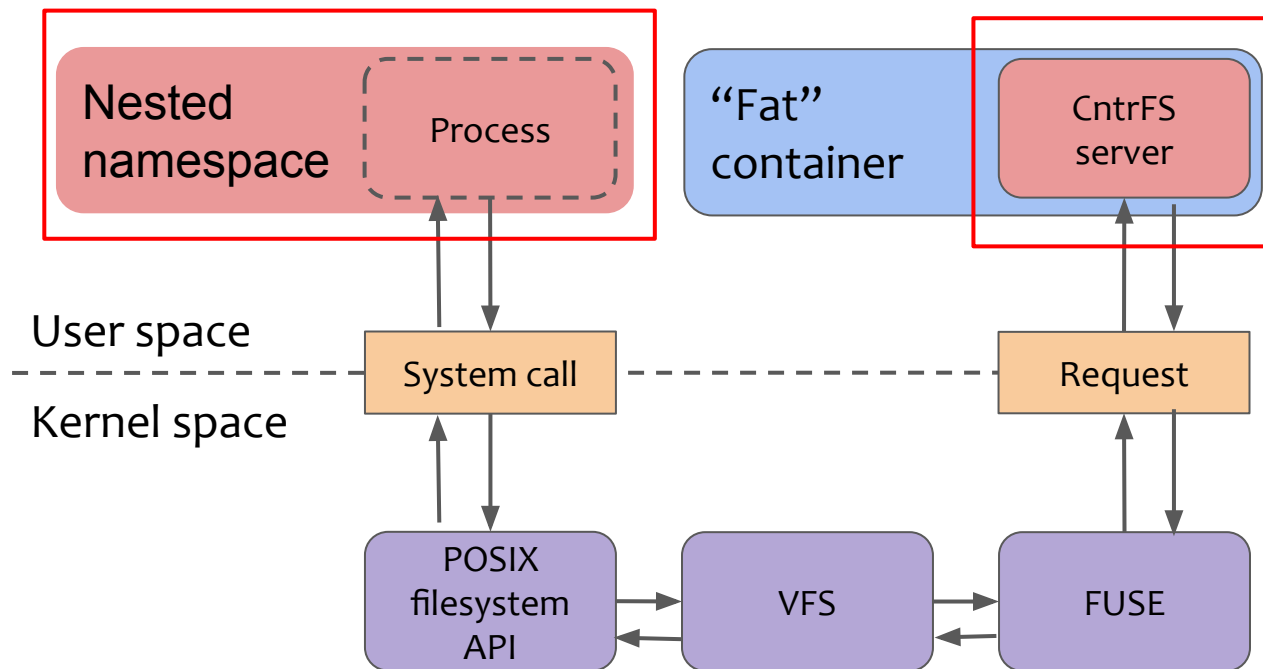 Nested
namespace
Process
“Fat”
container
CntrFS
server
User space
System call
Request
Kernel space
POSIX
filesystem
API
VFS
FUSE